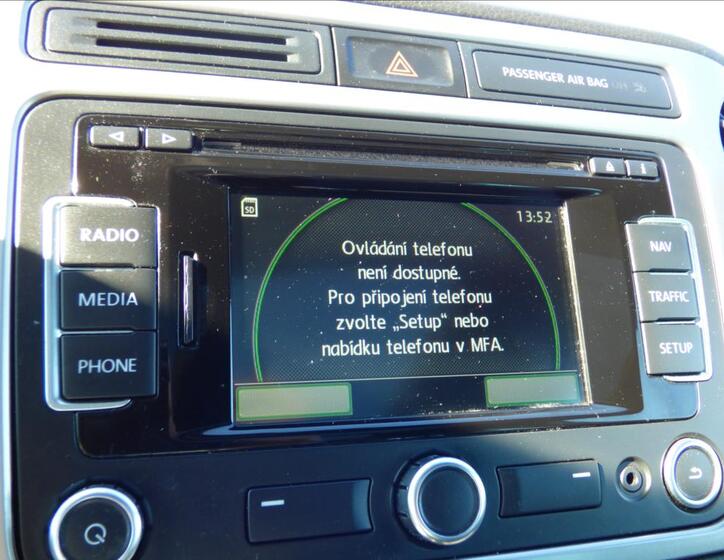 PASSENGER AIR BAG
SD
13:52
RADIO
MEDIA
PHONE
Ovládání telefonu
není dostupné.
Pro připojení telefonu
zvolte „Setup“ nebo
nabídku telefonu v MFA.
NAV
TRAFFIC
SETUP